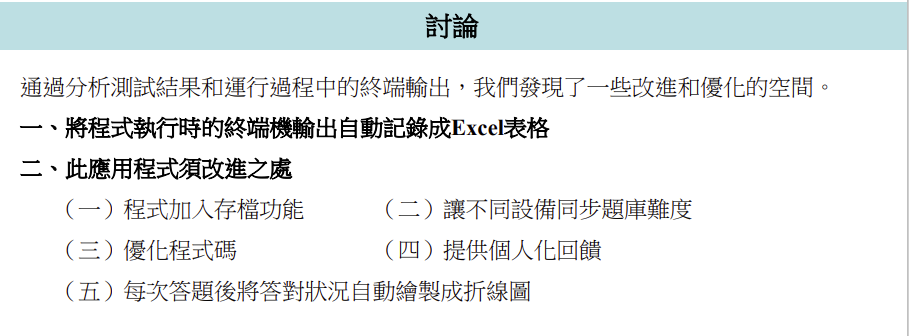 討論
通過分析測試結果和運行過程中的終端輸出，我們發現了一些改進和優化的空間。
一、將程式執行時的終端機輸出自動記錄成Excel表格
二、此應用程式須改進之處
（一）程式加入存檔功能 （二）讓不同設備同步題庫難度
（三）優化程式碼 （四）提供個人化回饋
（五）每次答題後將答對狀況自動繪製成折線圖